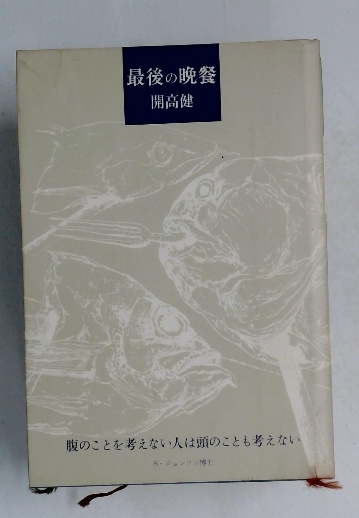 最後の晩餐
開高健
腹のことを考えない人は頭のことも考えない
S・ジョンソン博士